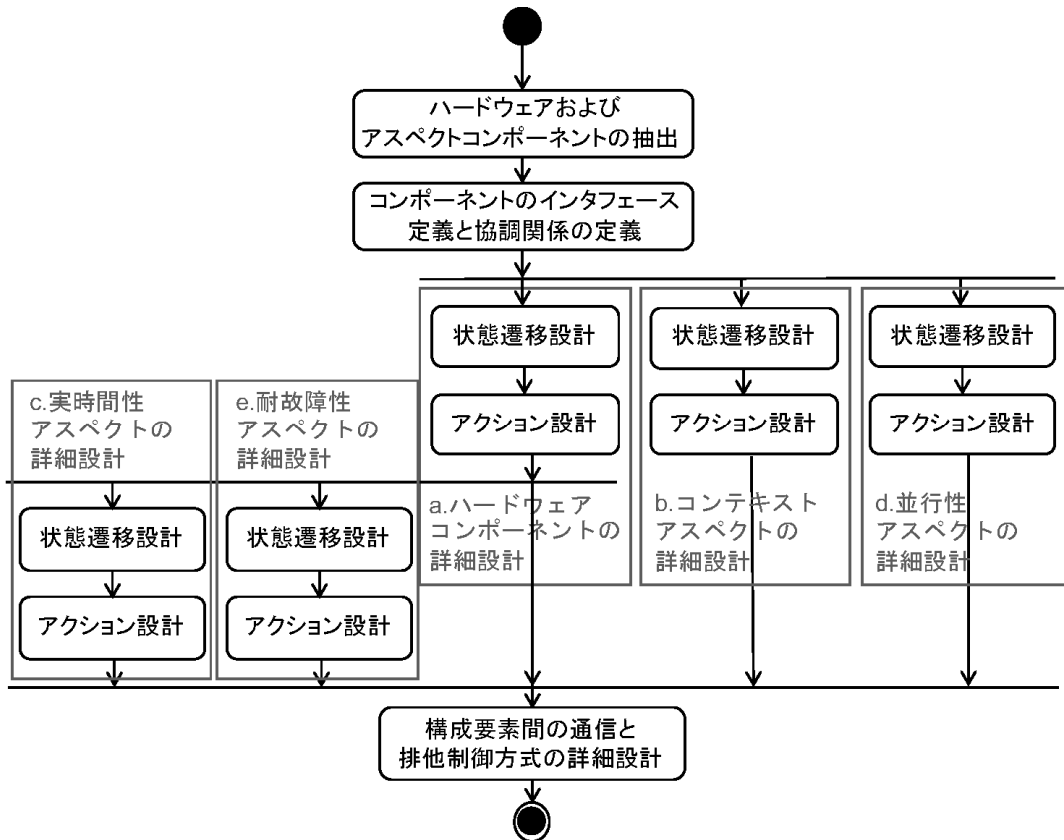 ハードウェアおよび
アスペクトコンポーネントの抽出
コンポーネントのインタフェース
定義と協調関係の定義
状態遷移設計
状態遷移設計
状態遷移設計
アクション設計
アクション設計
アクション設計
c.実時間性
アスペクトの
詳細設計
e.耐故障性
アスペクトの
詳細設計
a.ハードウェア
コンポーネントの
詳細設計
b.コンテキスト
アスペクトの
詳細設計
d.並行性
アスペクトの
詳細設計
状態遷移設計
状態遷移設計
アクション設計
アクション設計
構成要素間の通信と
排他制御方式の詳細設計